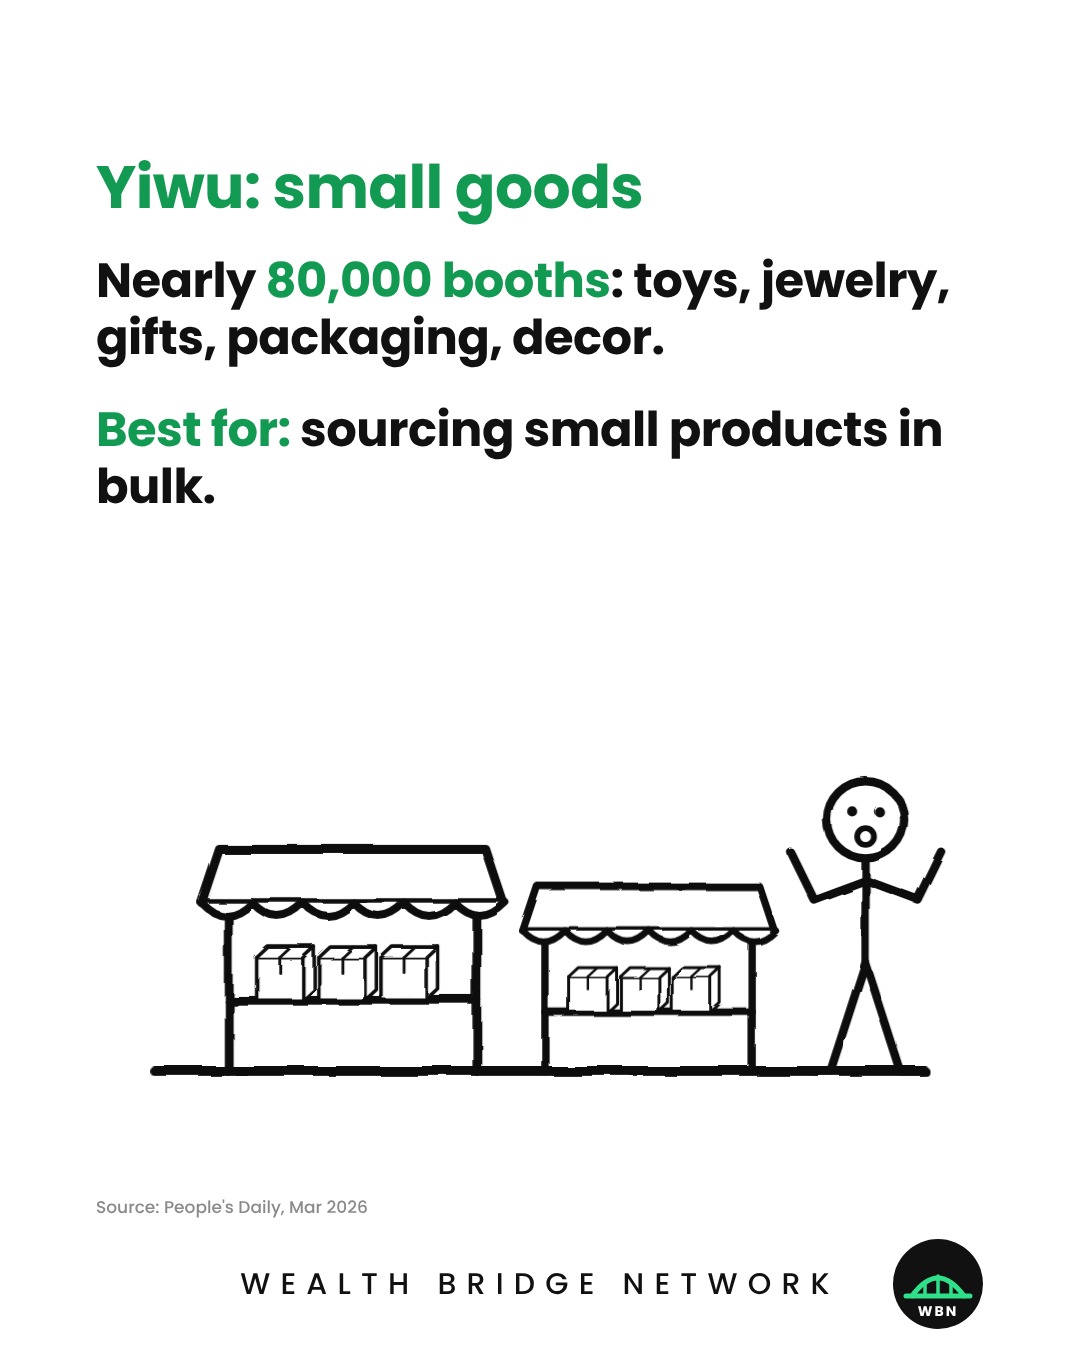 Yiwu: small goods
Nearly 80,000 booths: toys, jewelry,
gifts, packaging, decor.
Best for: sourcing small products in
bulk.
Source: People's Daily, Mar 2026
WEALTH BRIDGE NETWORK
WBN